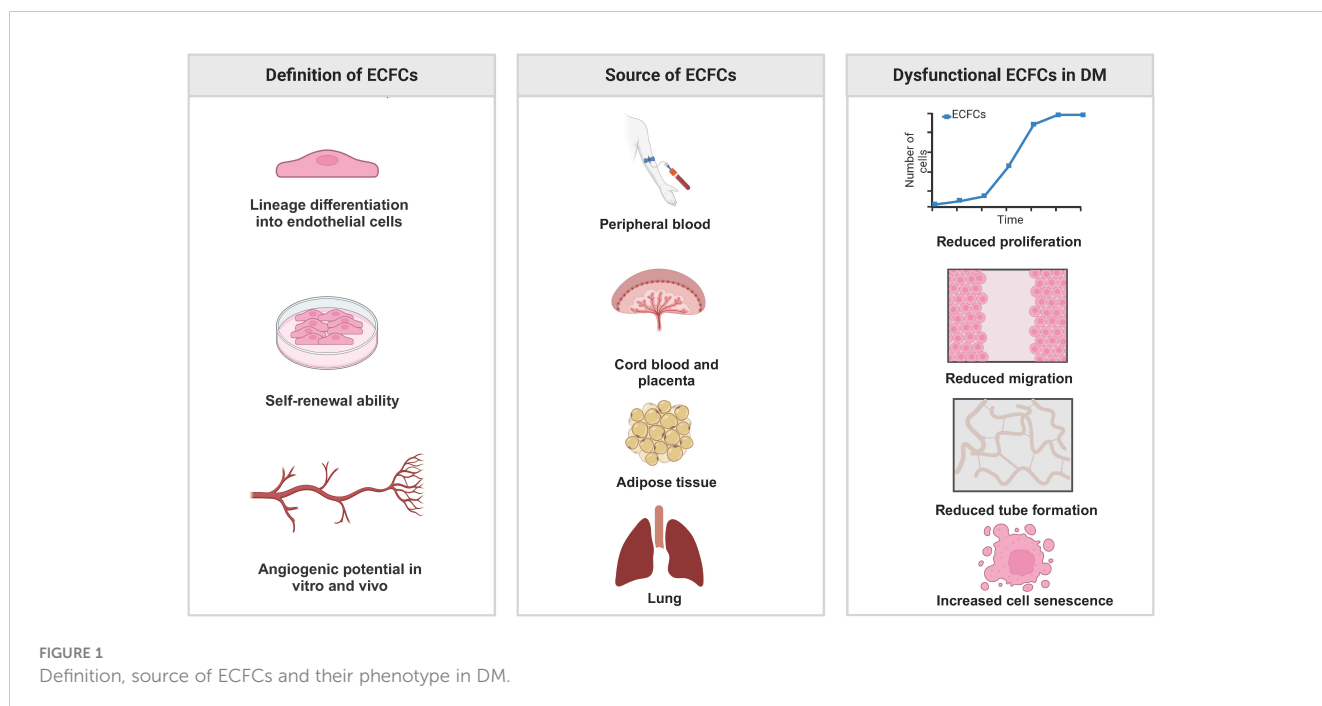 Definition of ECFCs
Lineage differentiation
into endothelial cells
Self-renewal ability
Angiogenic potential in
vitro and vivo
Source of ECFCs
Peripheral blood
Cord blood and
placenta
Adipose tissue
Lung
Dysfunctional ECFCs in DM
ECFCs
Number of
cells
Time
Reduced proliferation
Reduced migration
Reduced tube formation
Increased cell senescence
FIGURE 1
Definition, source of ECFCs and their phenotype in DM.